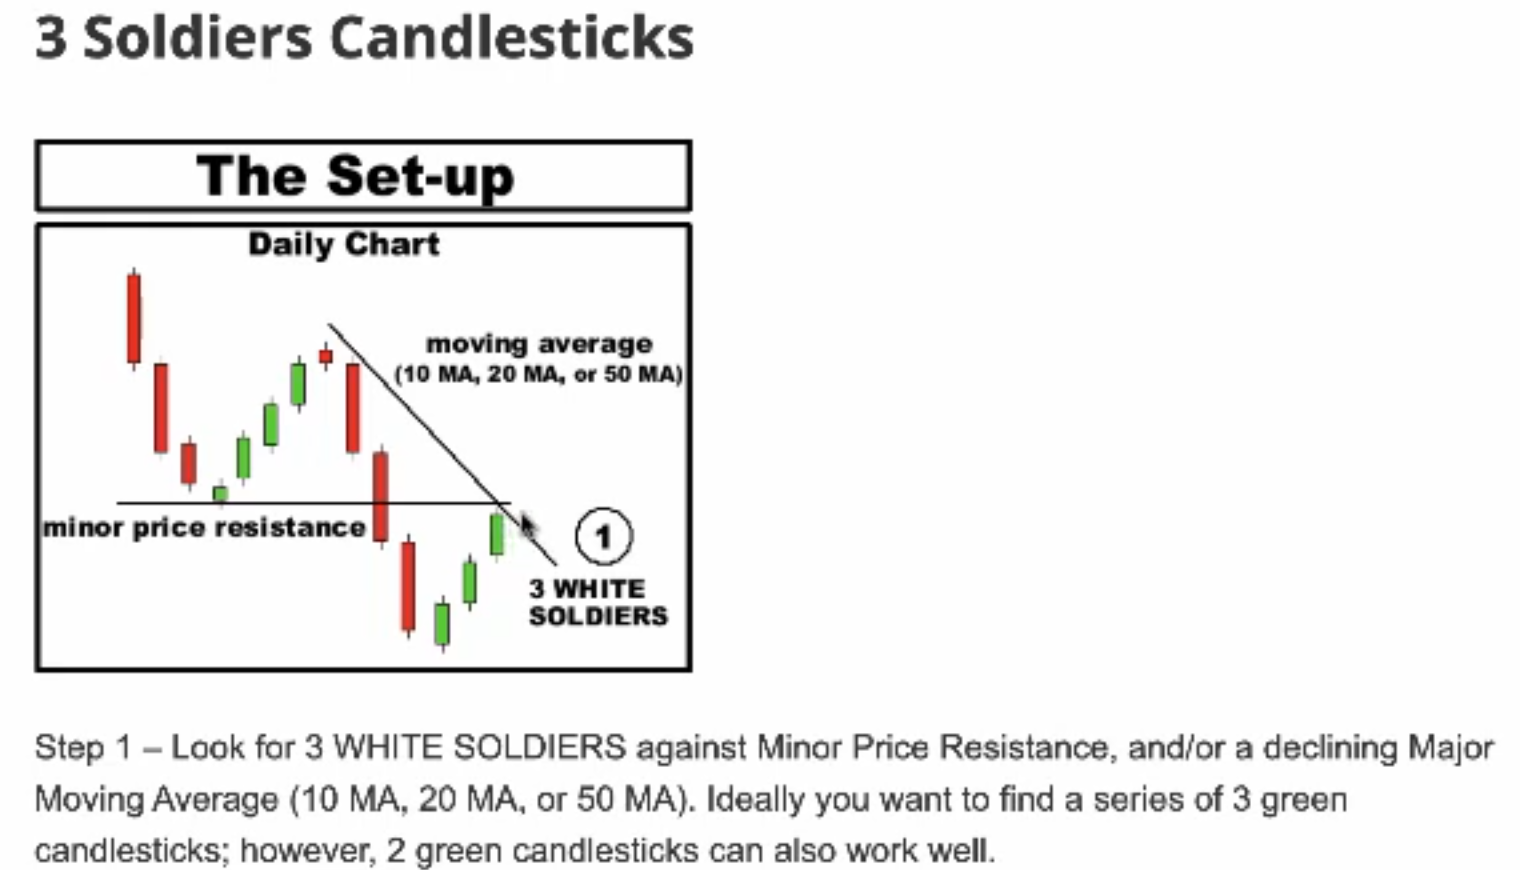 3 Soldiers Candlesticks
The Set-up
Daily Chart
moving average
(10 MA, 20 MA, or 50 MA)
minor price resistance
1
3 WHITE
SOLDIERS
Step 1 – Look for 3 WHITE SOLDIERS against Minor Price Resistance, and/or a declining Major
Moving Average (10 MA, 20 MA, or 50 MA). Ideally you want to find a series of 3 green
candlesticks; however, 2 green candlesticks can also work well.